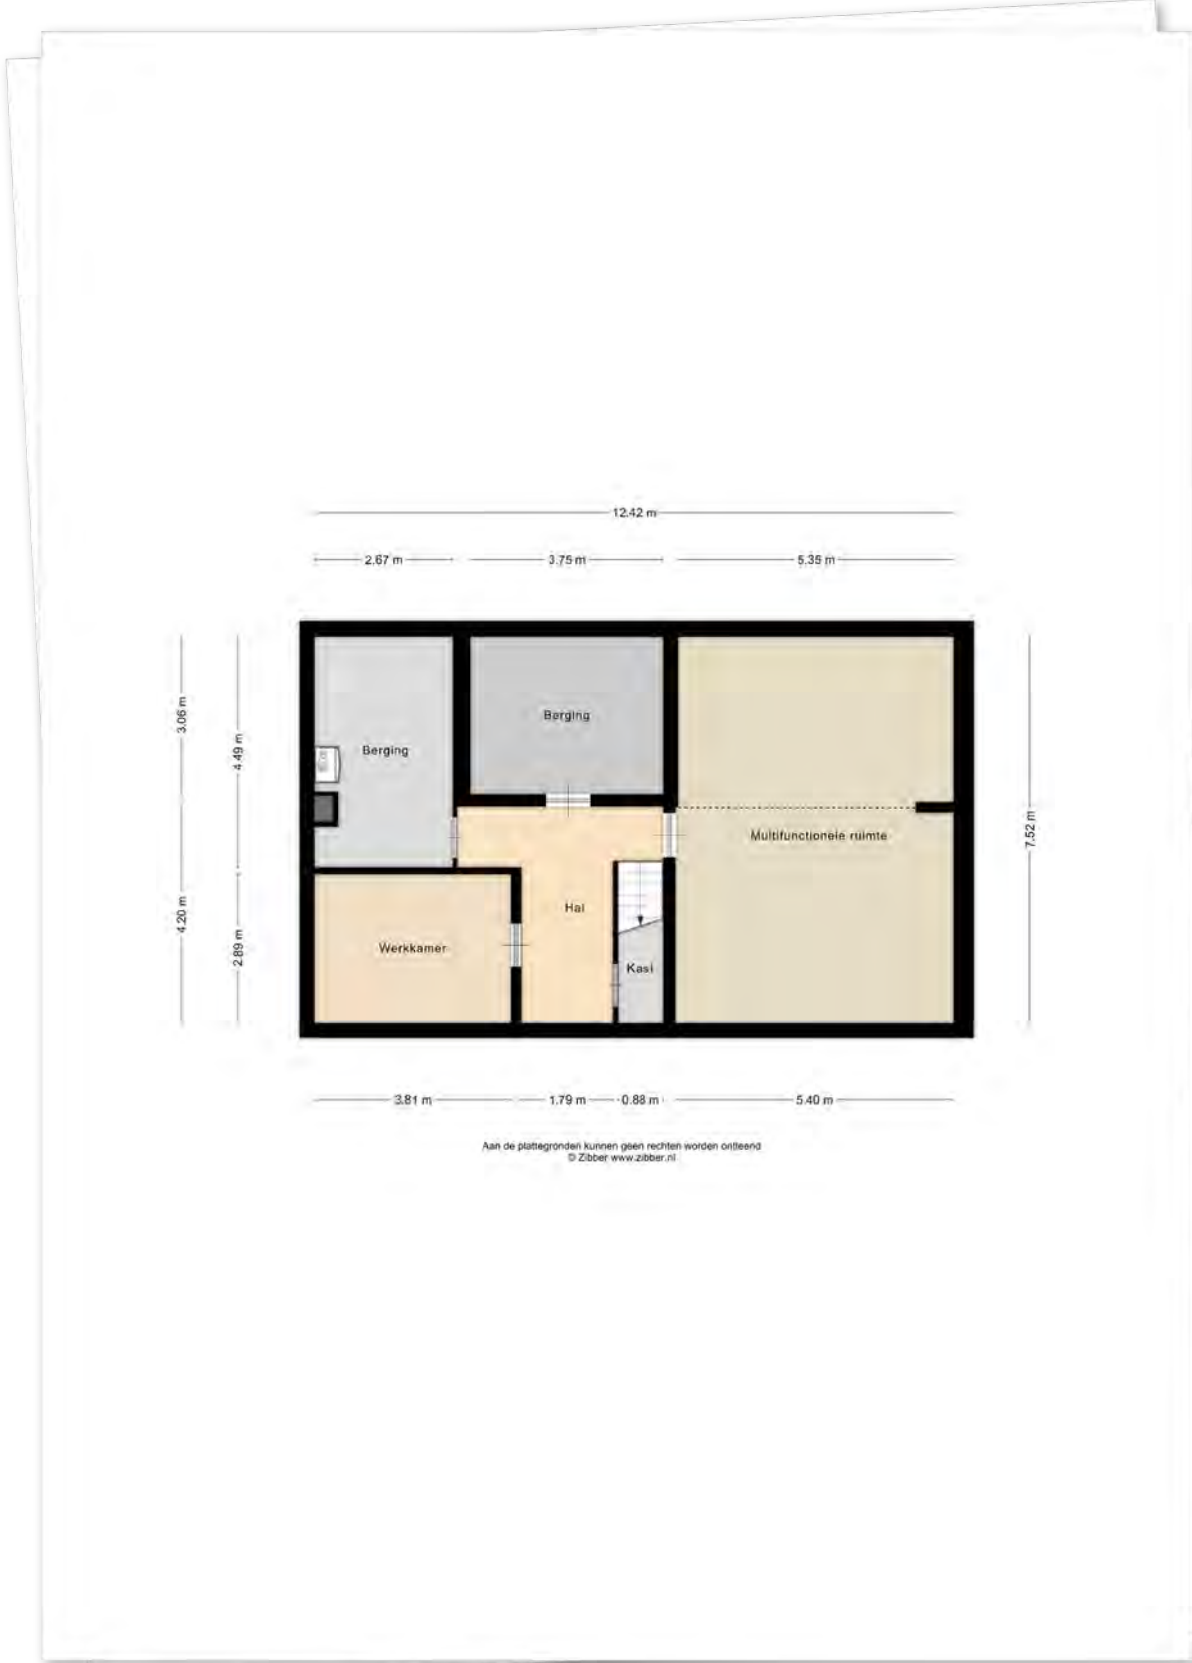 12.42 m
2.67 m
3.75 m
5.35 m
3.06 m
4.49 m
Berging
Berging
Multifunctionele ruimte
7.52 m
4.20 m
2.89 m
Hal
Werkkamer
Kast
3.81 m
1.79 m
0.88 m
5.40 m
Aan de plattegronden kunnen geen rechten worden ontleend
© Zibber www.zibber.nl